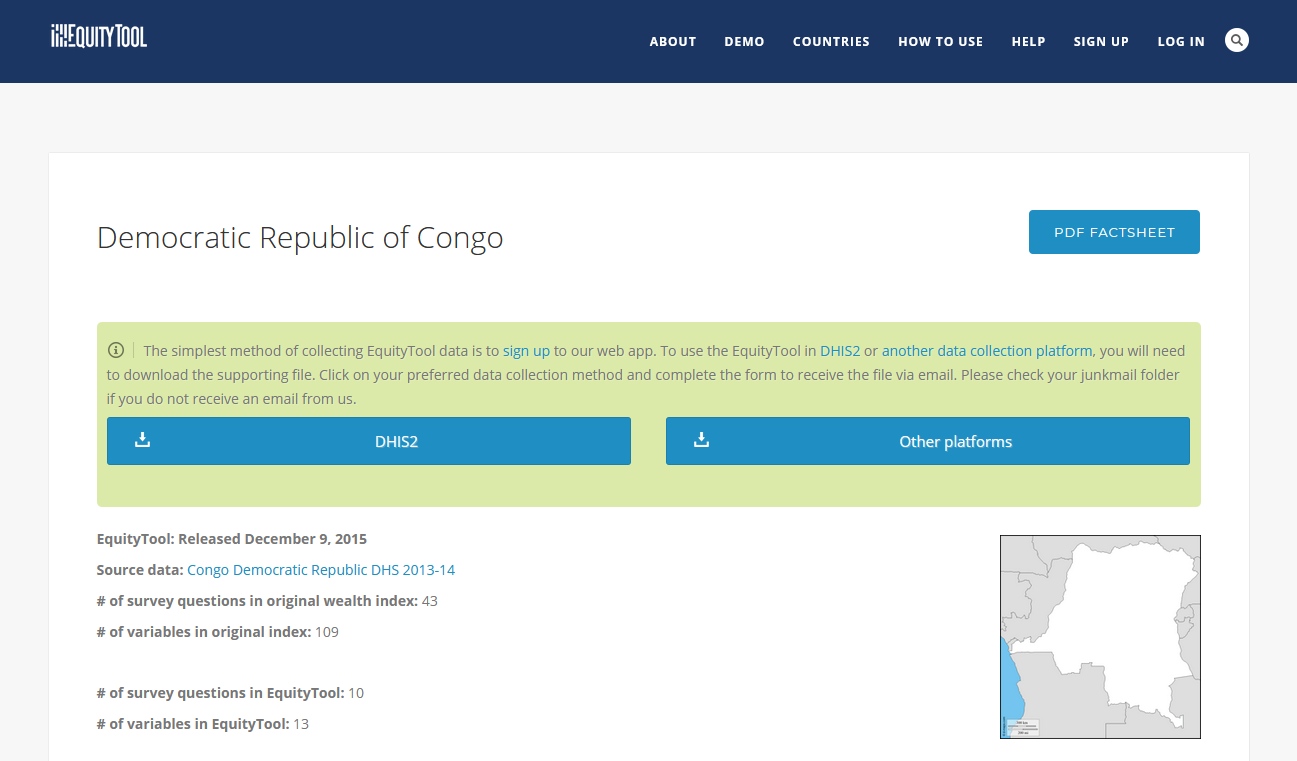 EQUITYTOOL
ABOUT DEMO COUNTRIES HOW TO USE HELP SIGN UP LOG IN
Democratic Republic of Congo
PDF FACTSHEET
The simplest method of collecting EquityTool data is to sign up to our web app. To use the EquityTool in DHIS2 or another data collection platform, you will need
to download the supporting file. Click on your preferred data collection method and complete the form to receive the file via email. Please check your junkmail folder
if you do not receive an email from us.
DHIS2
Other platforms
EquityTool: Released December 9, 2015
Source data: Congo Democratic Republic DHS 2013-14
# of survey questions in original wealth index: 43
# of variables in original index: 109
# of survey questions in EquityTool: 10
# of variables in EquityTool: 13